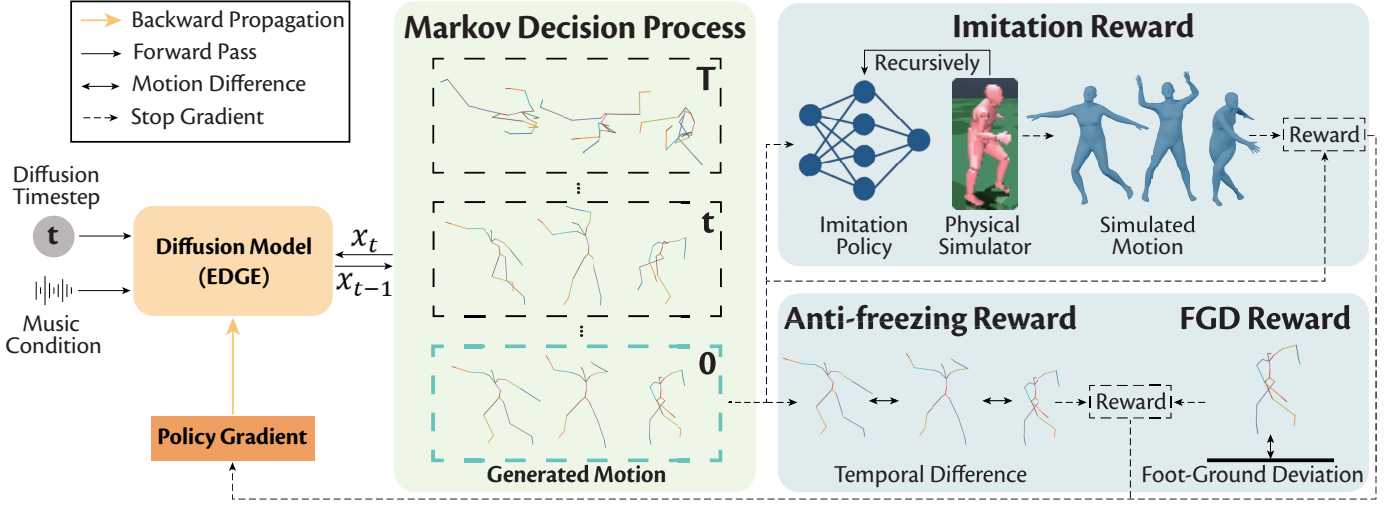 Backward Propagation
Forward Pass
Motion Difference
Stop Gradient
Diffusion
Timestep
t
Music
Condition
Diffusion Model
(EDGE)
x_t
x_{t-1}
Policy Gradient
Markov Decision Process
T
...
t
...
0
Generated Motion
Imitation Reward
Recursively
Imitation
Policy
Physical
Simulator
Simulated
Motion
Reward
Anti-freezing Reward
FGD Reward
Reward
Temporal Difference
Foot-Ground Deviation